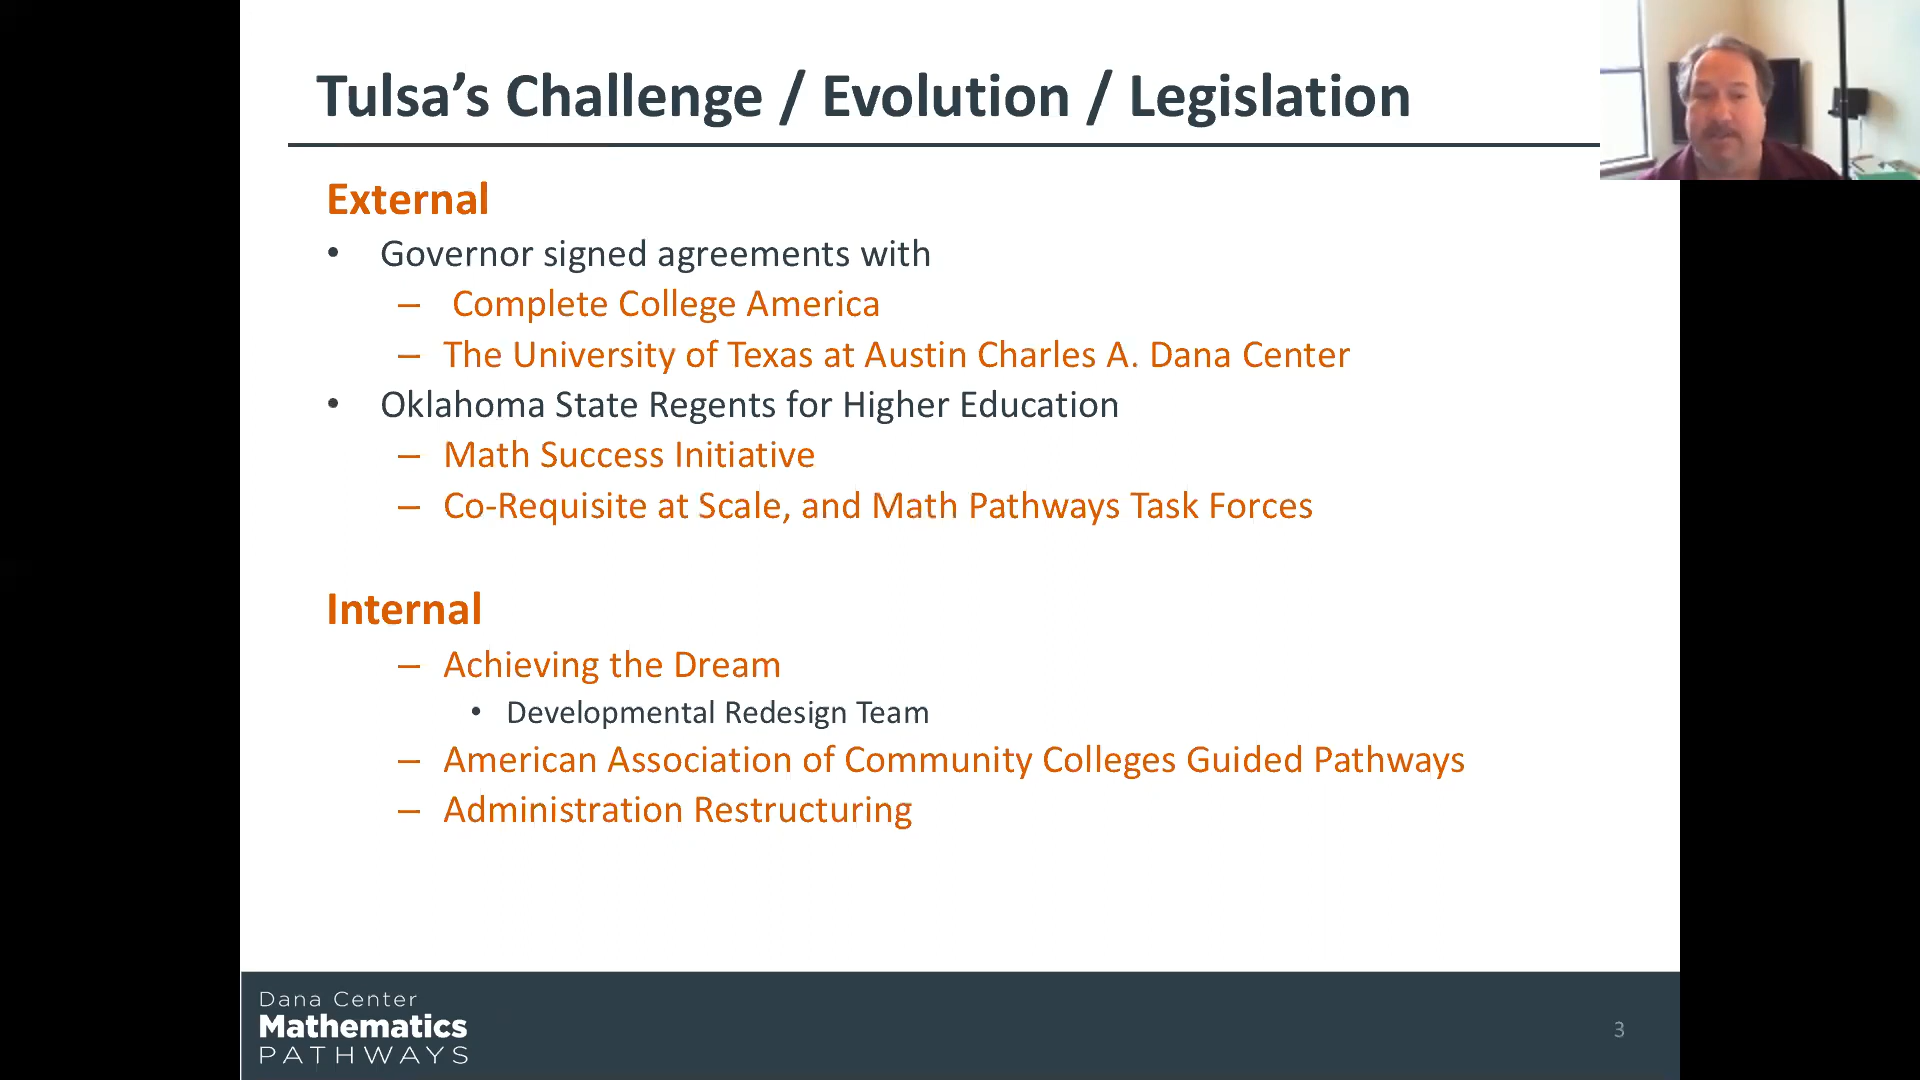 Tulsa’s Challenge / Evolution / Legislation
External
• Governor signed agreements with
– Complete College America
– The University of Texas at Austin Charles A. Dana Center
• Oklahoma State Regents for Higher Education
– Math Success Initiative
– Co-Requisite at Scale, and Math Pathways Task Forces
Internal
– Achieving the Dream
• Developmental Redesign Team
– American Association of Community Colleges Guided Pathways
– Administration Restructuring
Dana Center
Mathematics
PATHWAYS
3